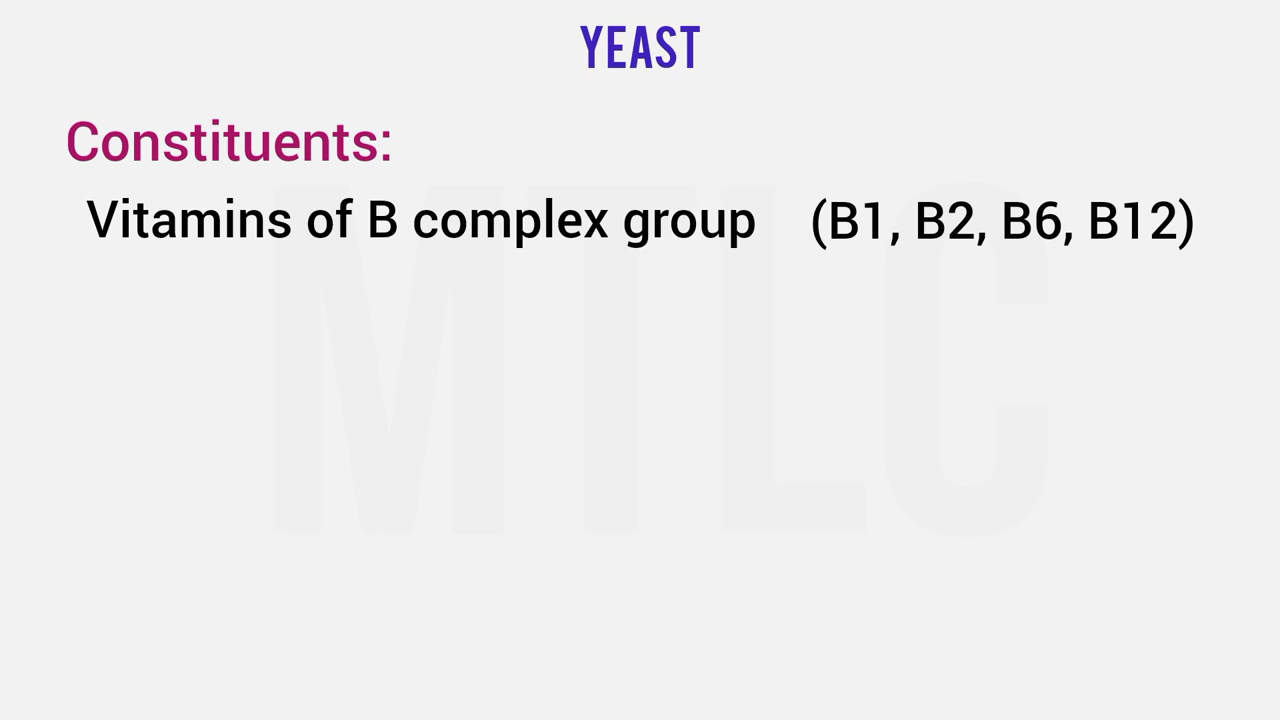 YEAST
Constituents:
Vitamins of B complex group (B1, B2, B6, B12)
MTLC